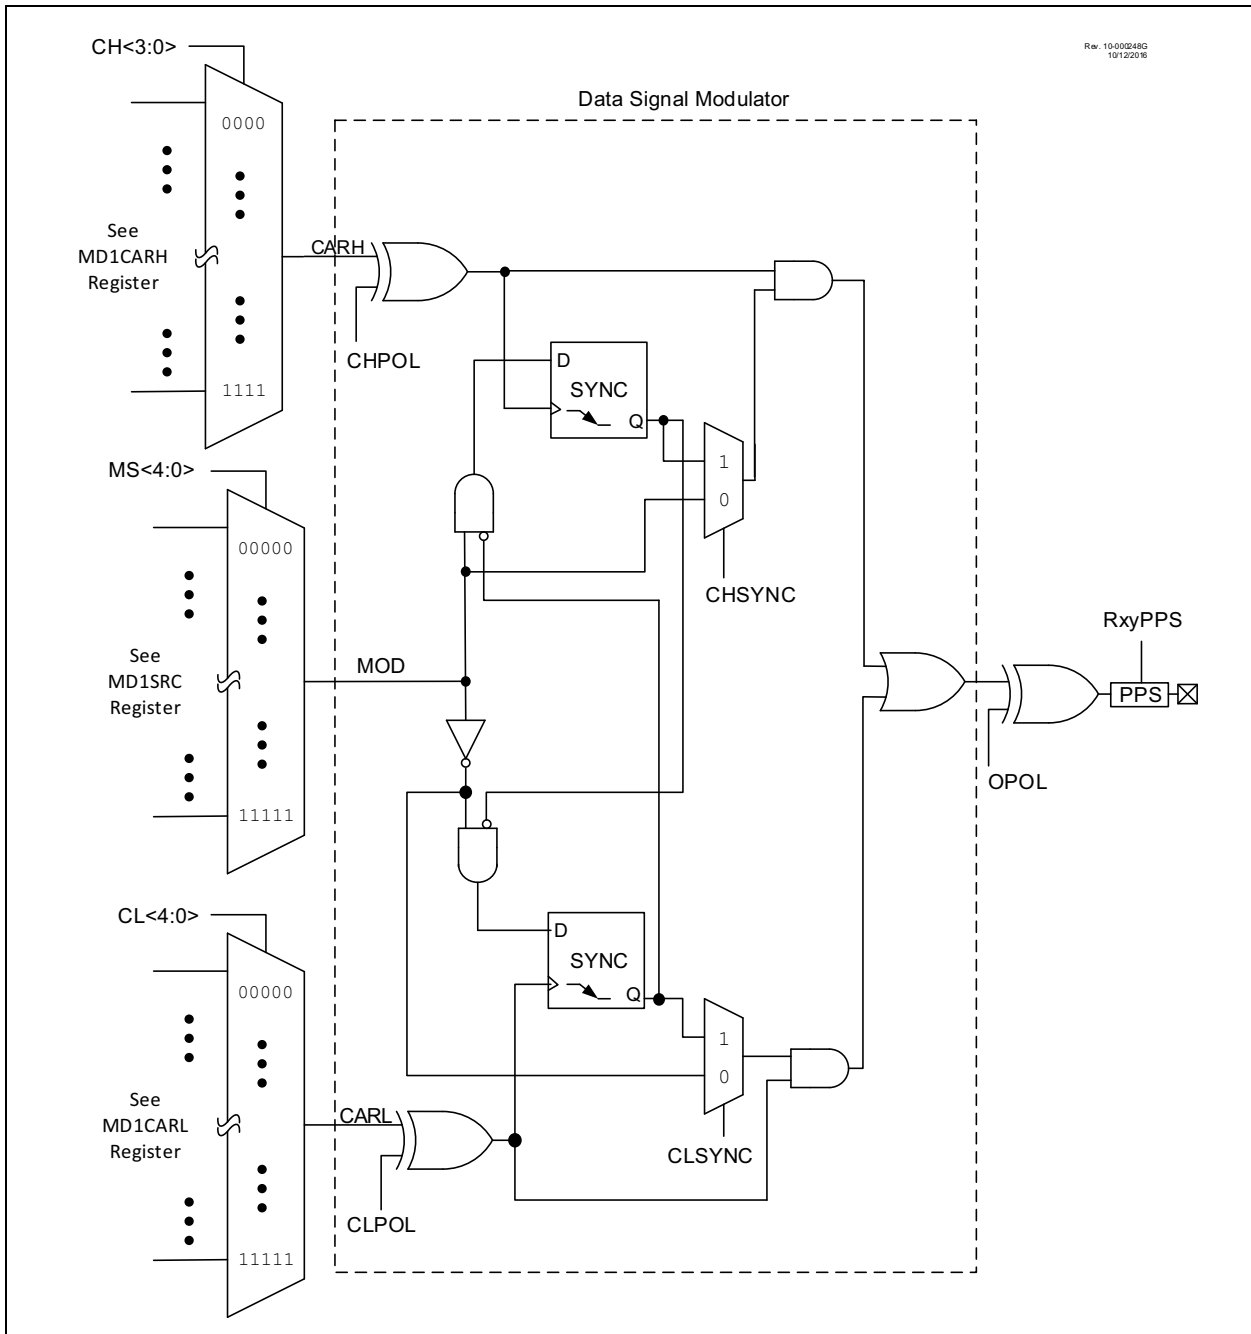 CH<3:0>
Rev. 10-000248G
10/12/2016
Data Signal Modulator
0000
See
MD1CARH
Register
CARH
CHPOL
D
SYNC
Q
1111
1
0
MS<4:0>
CHSYNC
00000
RxyPPS
See
MD1SRC
Register
MOD
PPS
OPOL
11111
CL<4:0>
D
SYNC
Q
00000
1
0
See
MD1CARL
Register
CARL
CLSYNC
CLPOL
11111